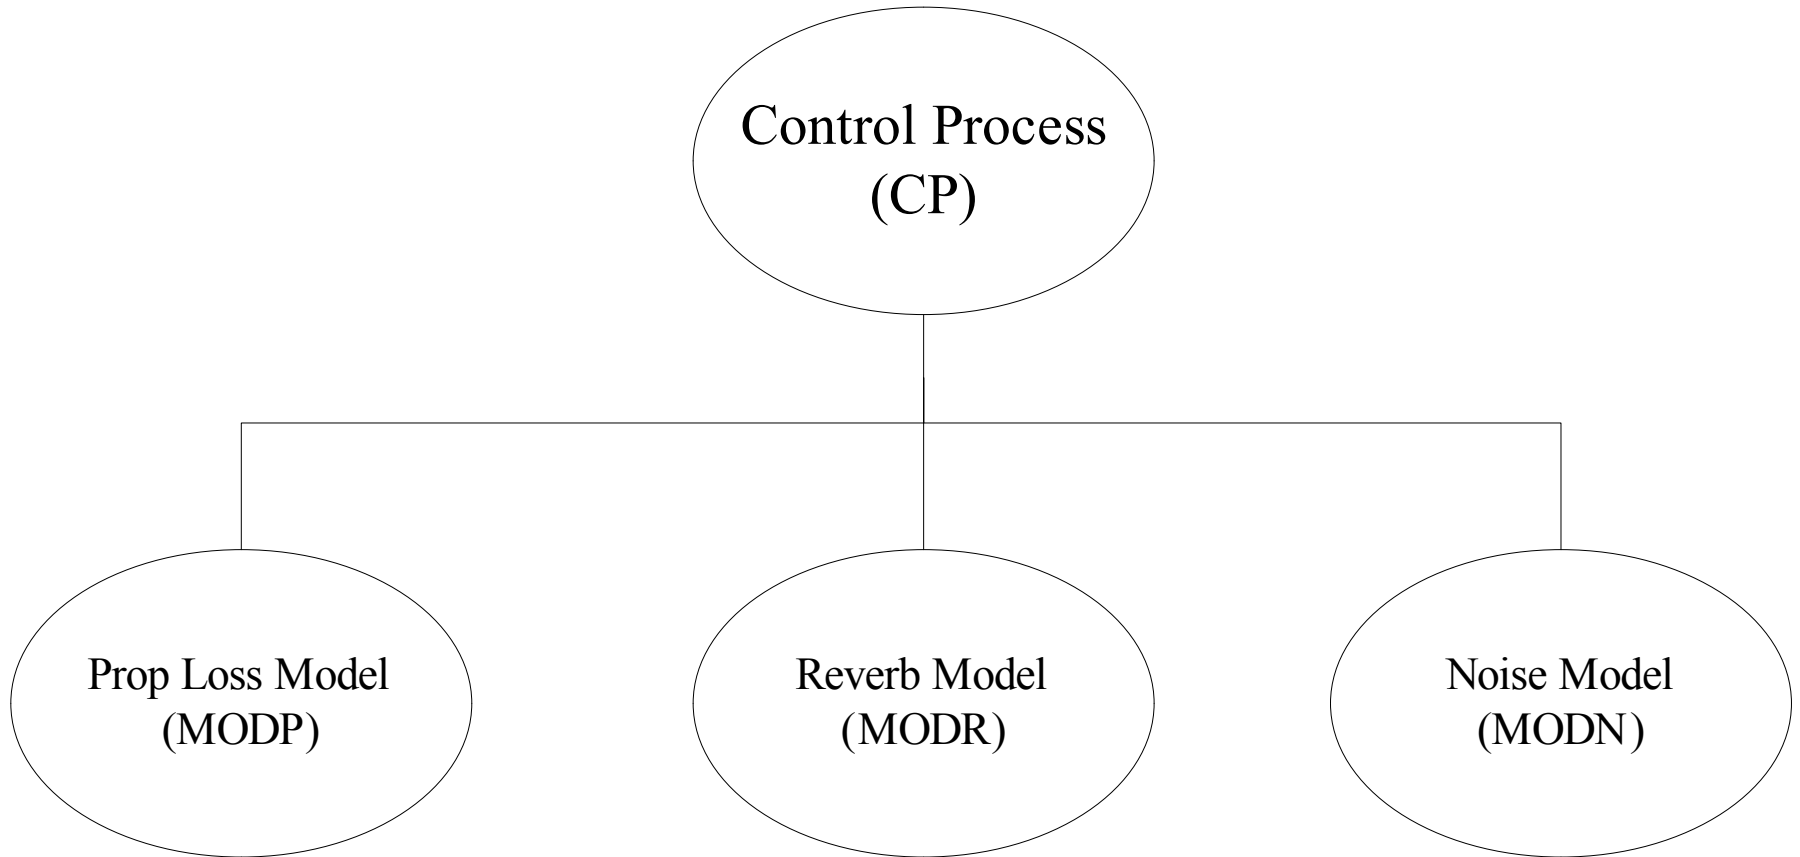 Control Process
(CP)
Prop Loss Model
(MODP)
Reverb Model
(MODR)
Noise Model
(MODN)